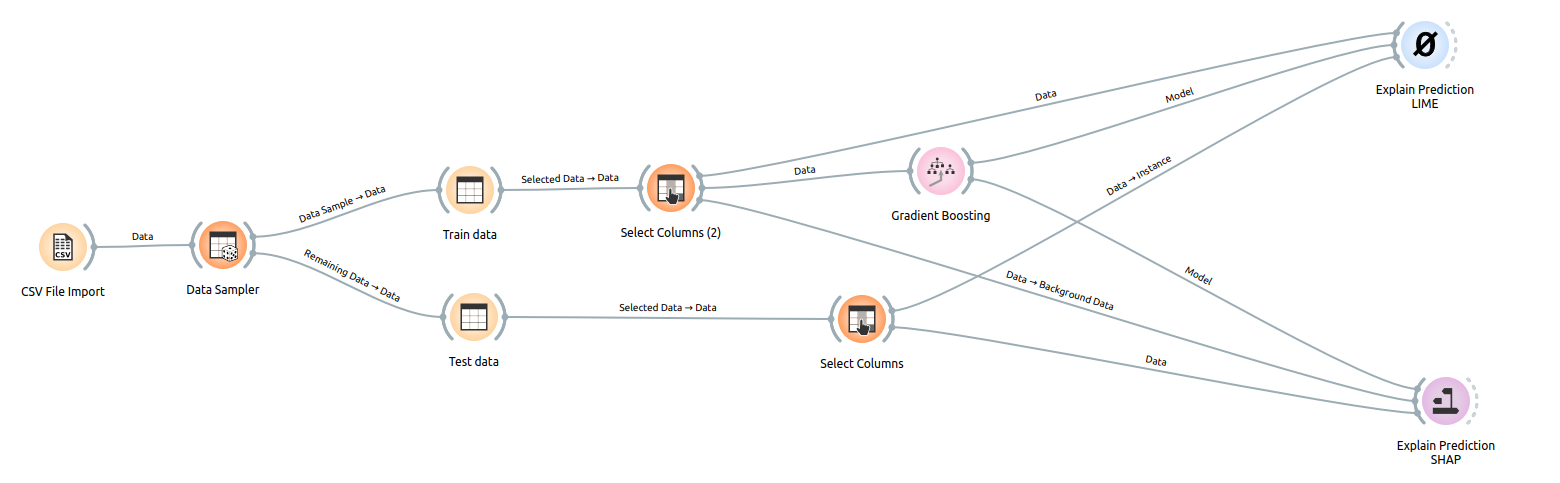 Explain Prediction
LIME
Data
Model
Data → Instance
Selected Data → Data
Data
Data Sample → Data
Gradient Boosting
Train data
Select Columns (2)
CSV
Data
CSV File Import
Data Sampler
Remaining Data → Data
Model
Data → Background Data
Selected Data → Data
Test data
Select Columns
Data
Explain Prediction
SHAP